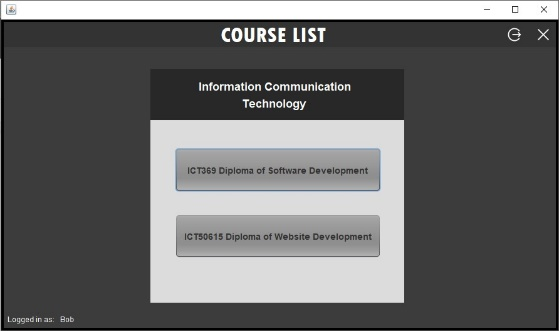 COURSE LIST
Information Communication
Technology
ICT369 Diploma of Software Development
ICT50615 Diploma of Website Development
Logged in as: Bob